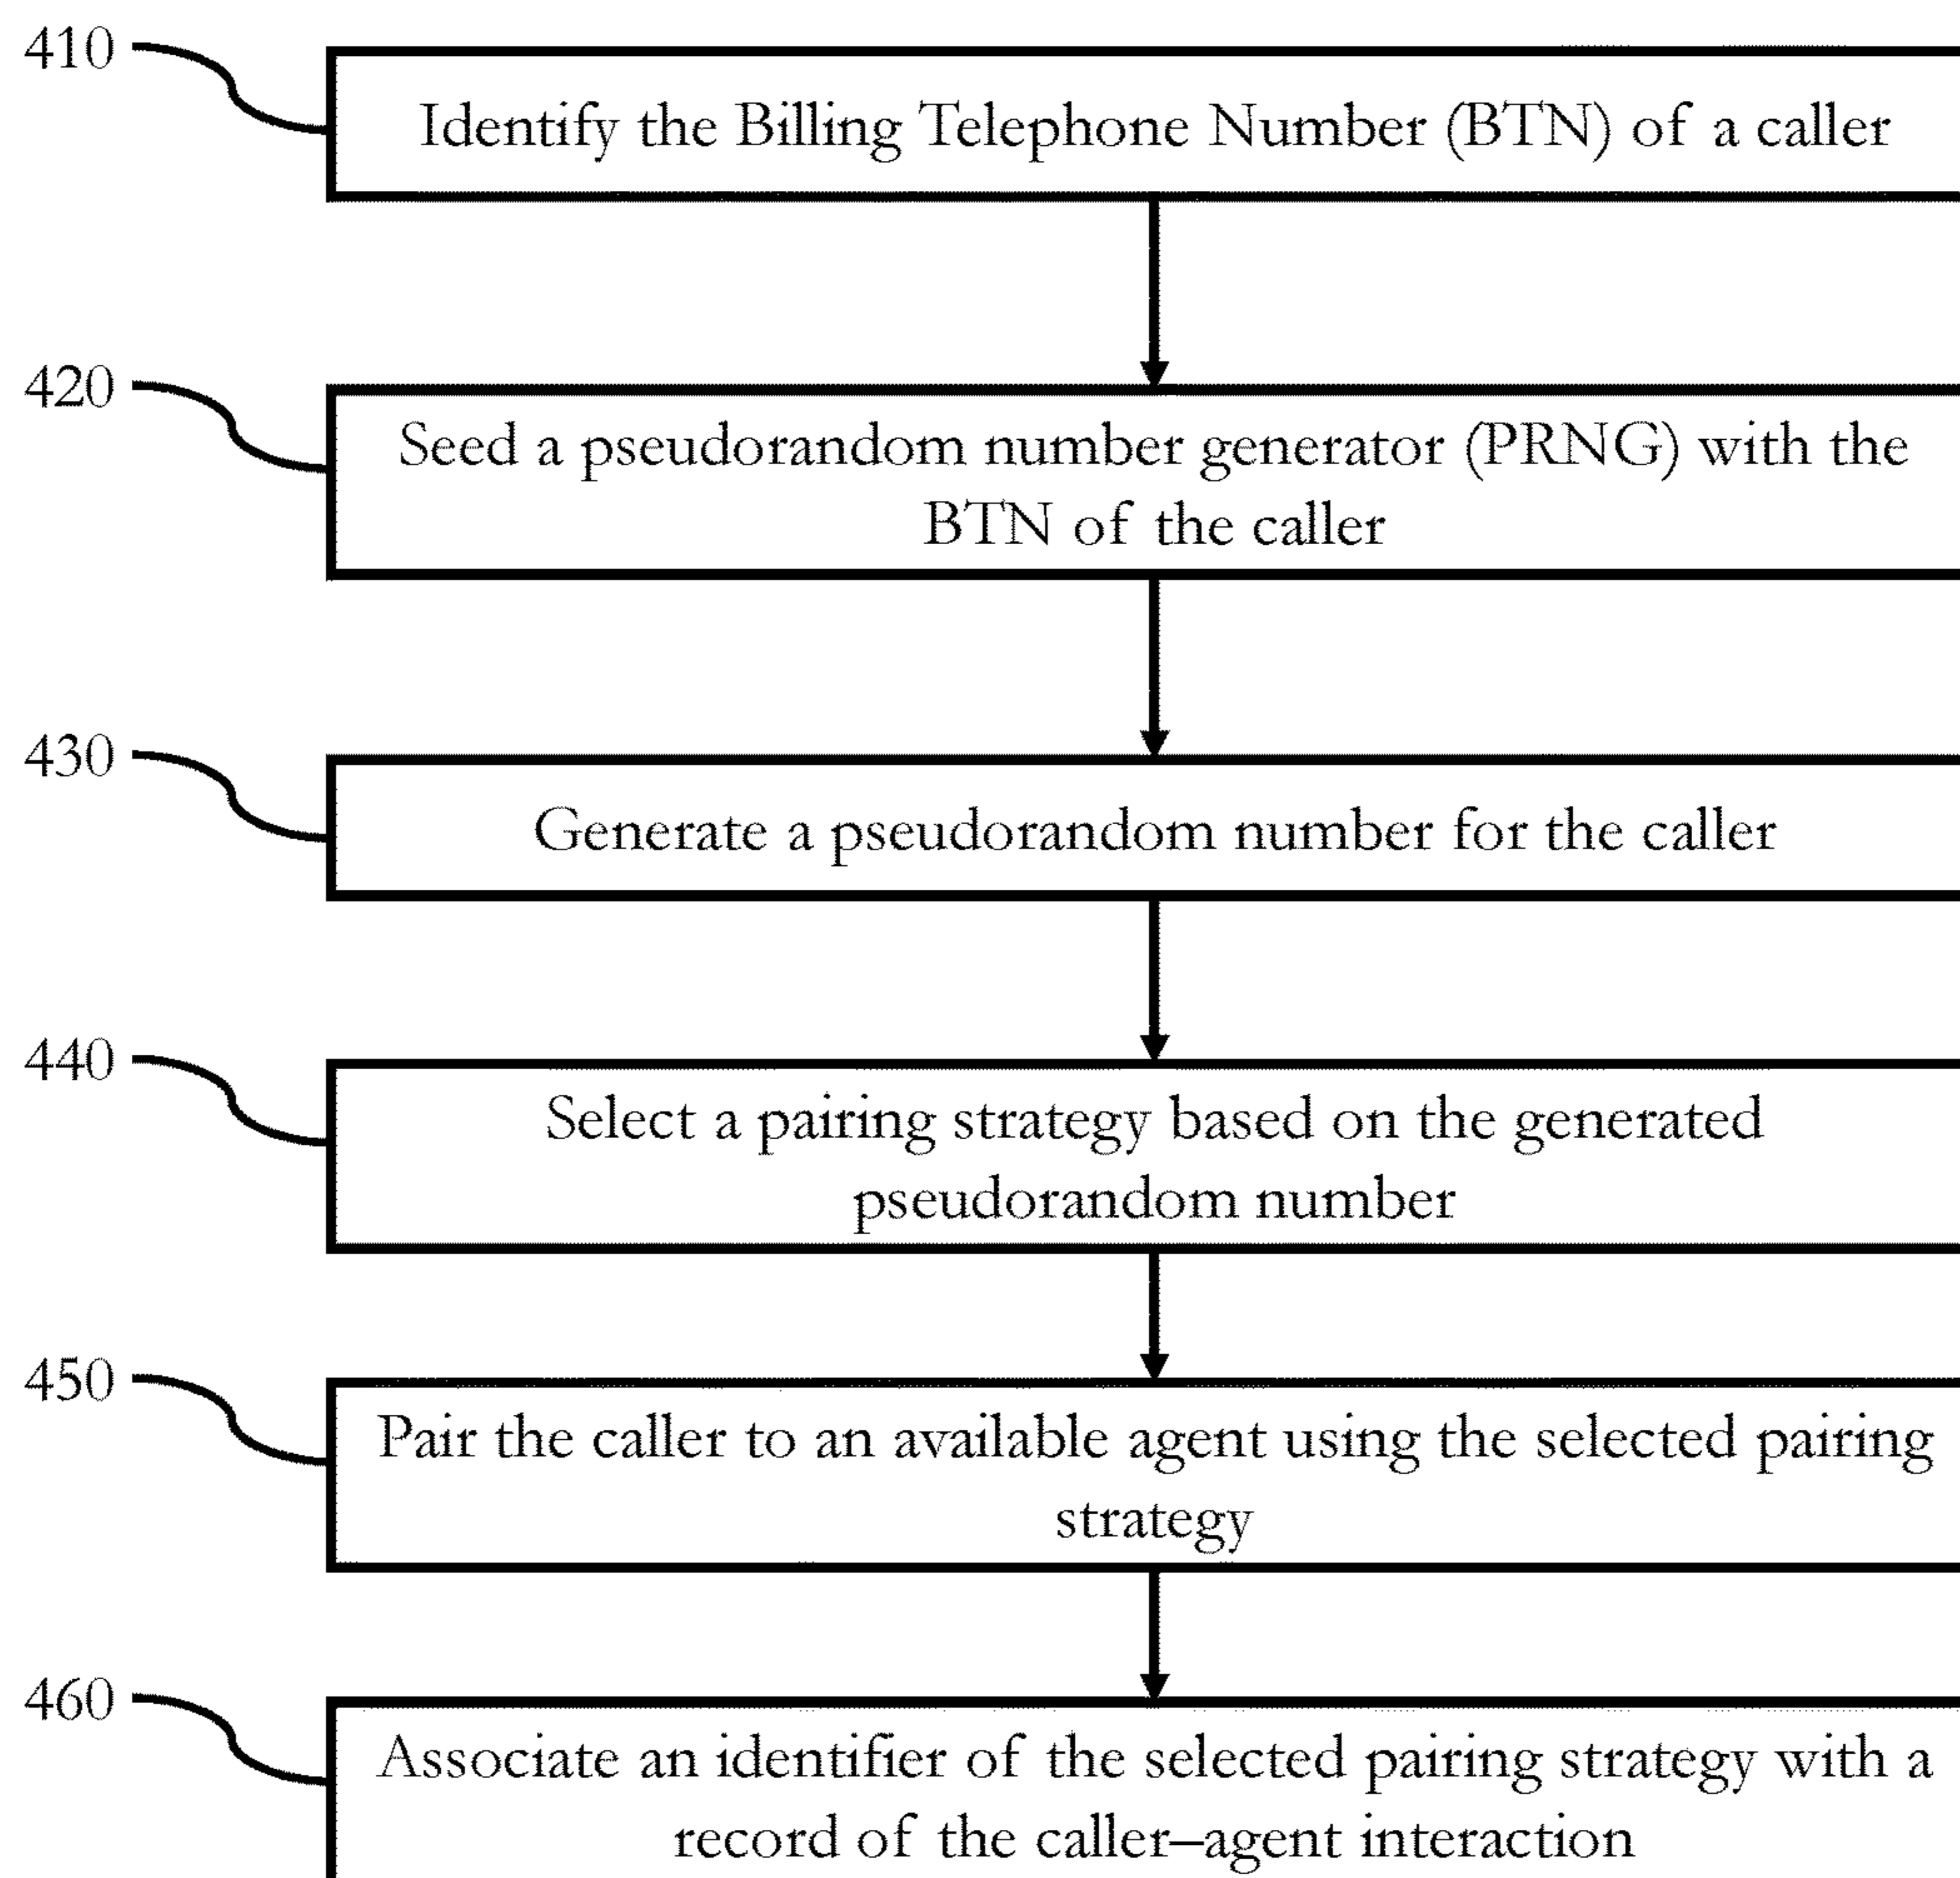 410
Identify the Billing Telephone Number (BTN) of a caller
420
Seed a pseudorandom number generator (PRNG) with the
BTN of the caller
430
Generate a pseudorandom number for the caller
440
Select a pairing strategy based on the generated
pseudorandom number
450
Pair the caller to an available agent using the selected pairing
strategy
460
Associate an identifier of the selected pairing strategy with a
record of the caller–agent interaction